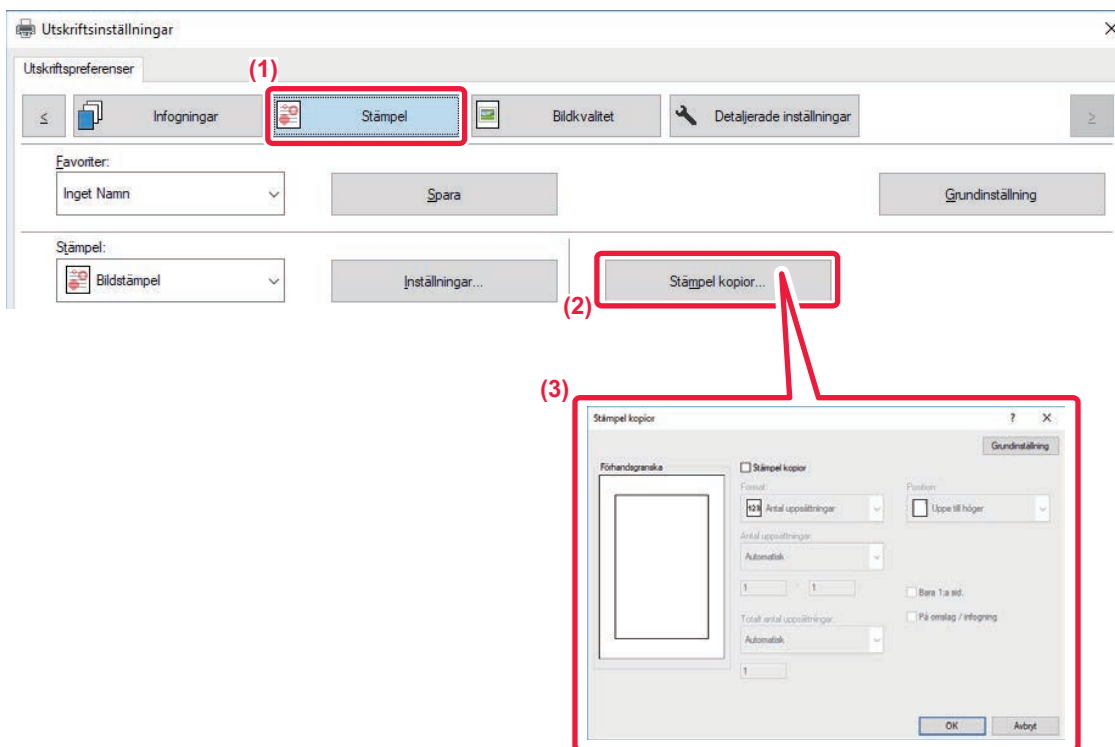 Utskriftsinställningar
Utskriftspreferenser
(1)
≤ Infogningar Stämpel Bildkvalitet Detaljerade inställningar ≥
Favoriter:
Inget Namn Spara Grundinställning
Stämpel:
Bildstämpel Inställningar... Stämpel kopior...
(2)
(3)
Stämpel kopior ? ×
Grundinställning
Förhandsgranska Stämpel kopior
Format: Position:
123 Antal uppsättningar Uppe till höger
Antal uppsättningar:
Automatisk
1 - 1 Bara 1:a sid.
Totalt antal uppsättningar: På omslag / infogning
Automatisk
1
OK Avbryt